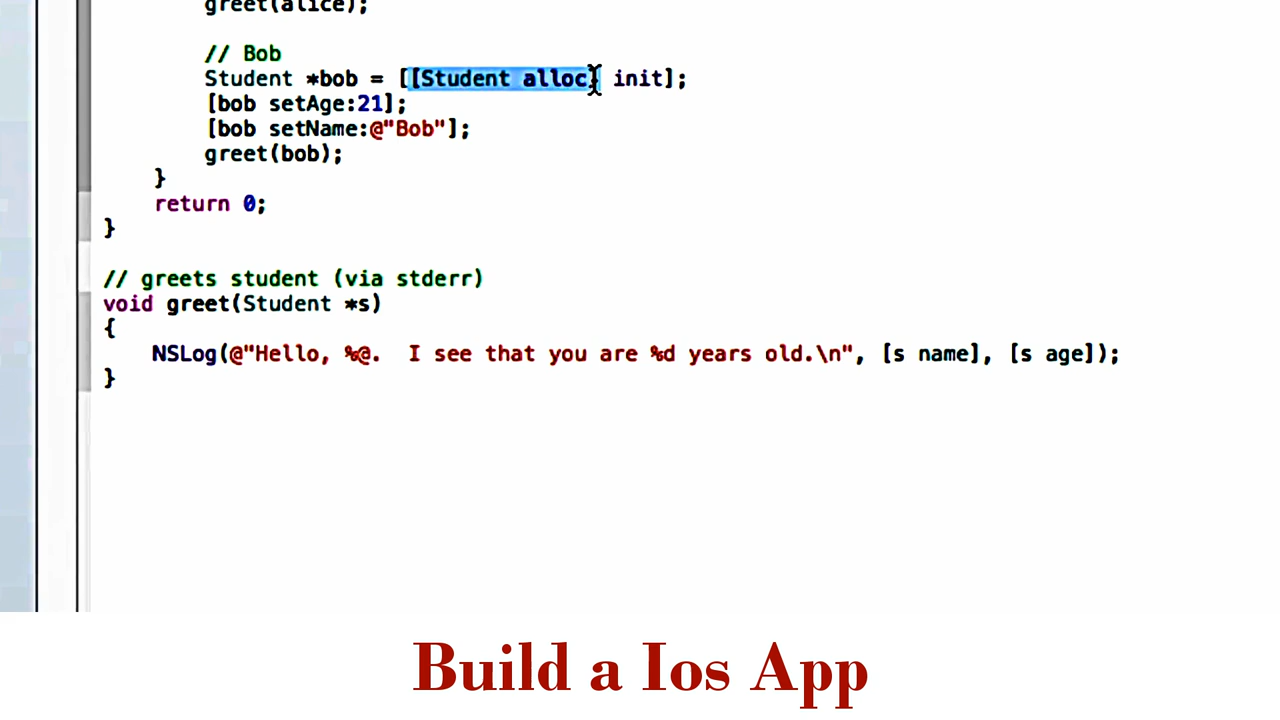 greet(alice);
// Bob
Student *bob = [[Student alloc] init];
[bob setAge:21];
[bob setName:@"Bob"];
greet(bob);
}
return 0;
}
// greets student (via stderr)
void greet(Student *s)
{
NSLog(@"Hello, %@.  I see that you are %d years old.\n", [s name], [s age]);
}
Build a Ios App